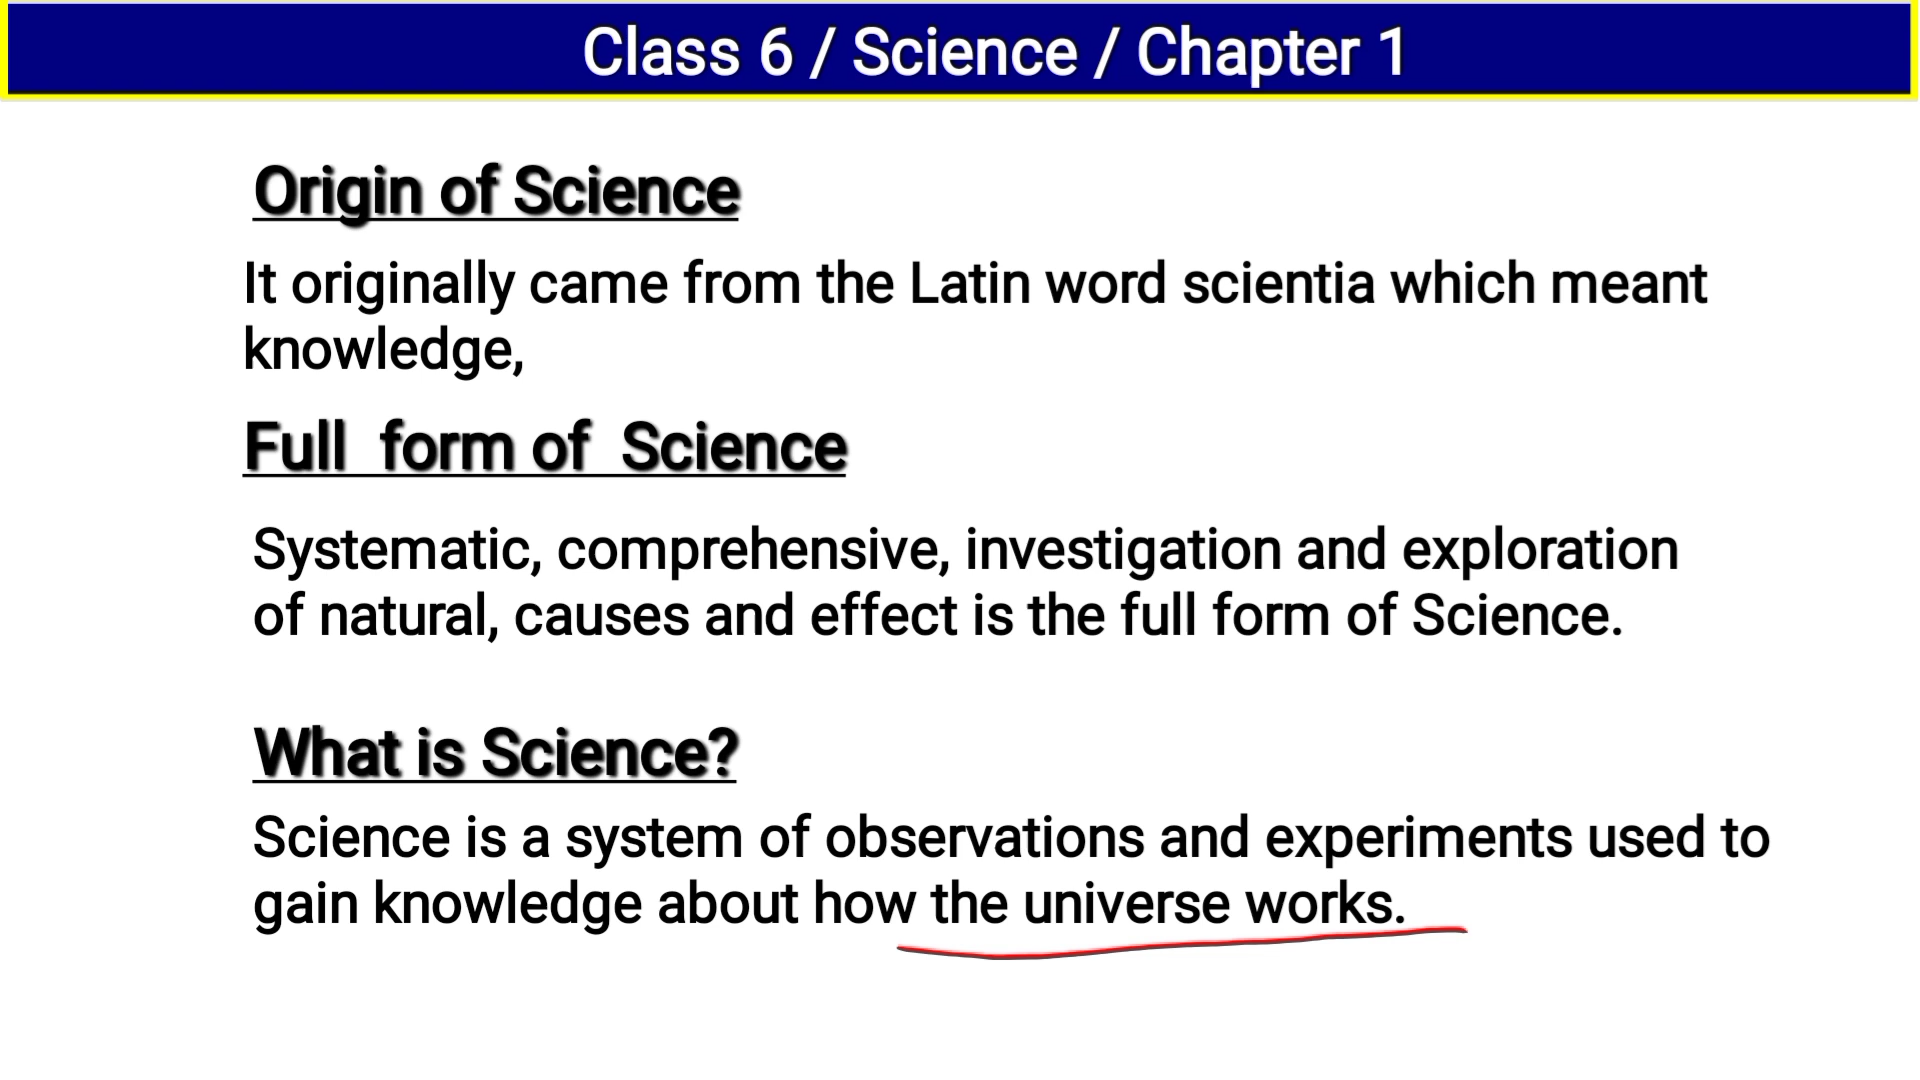 Class 6 / Science / Chapter 1
Origin of Science
It originally came from the Latin word scientia which meant
knowledge,
Full form of Science
Systematic, comprehensive, investigation and exploration
of natural, causes and effect is the full form of Science.
What is Science?
Science is a system of observations and experiments used to
gain knowledge about how the universe works.